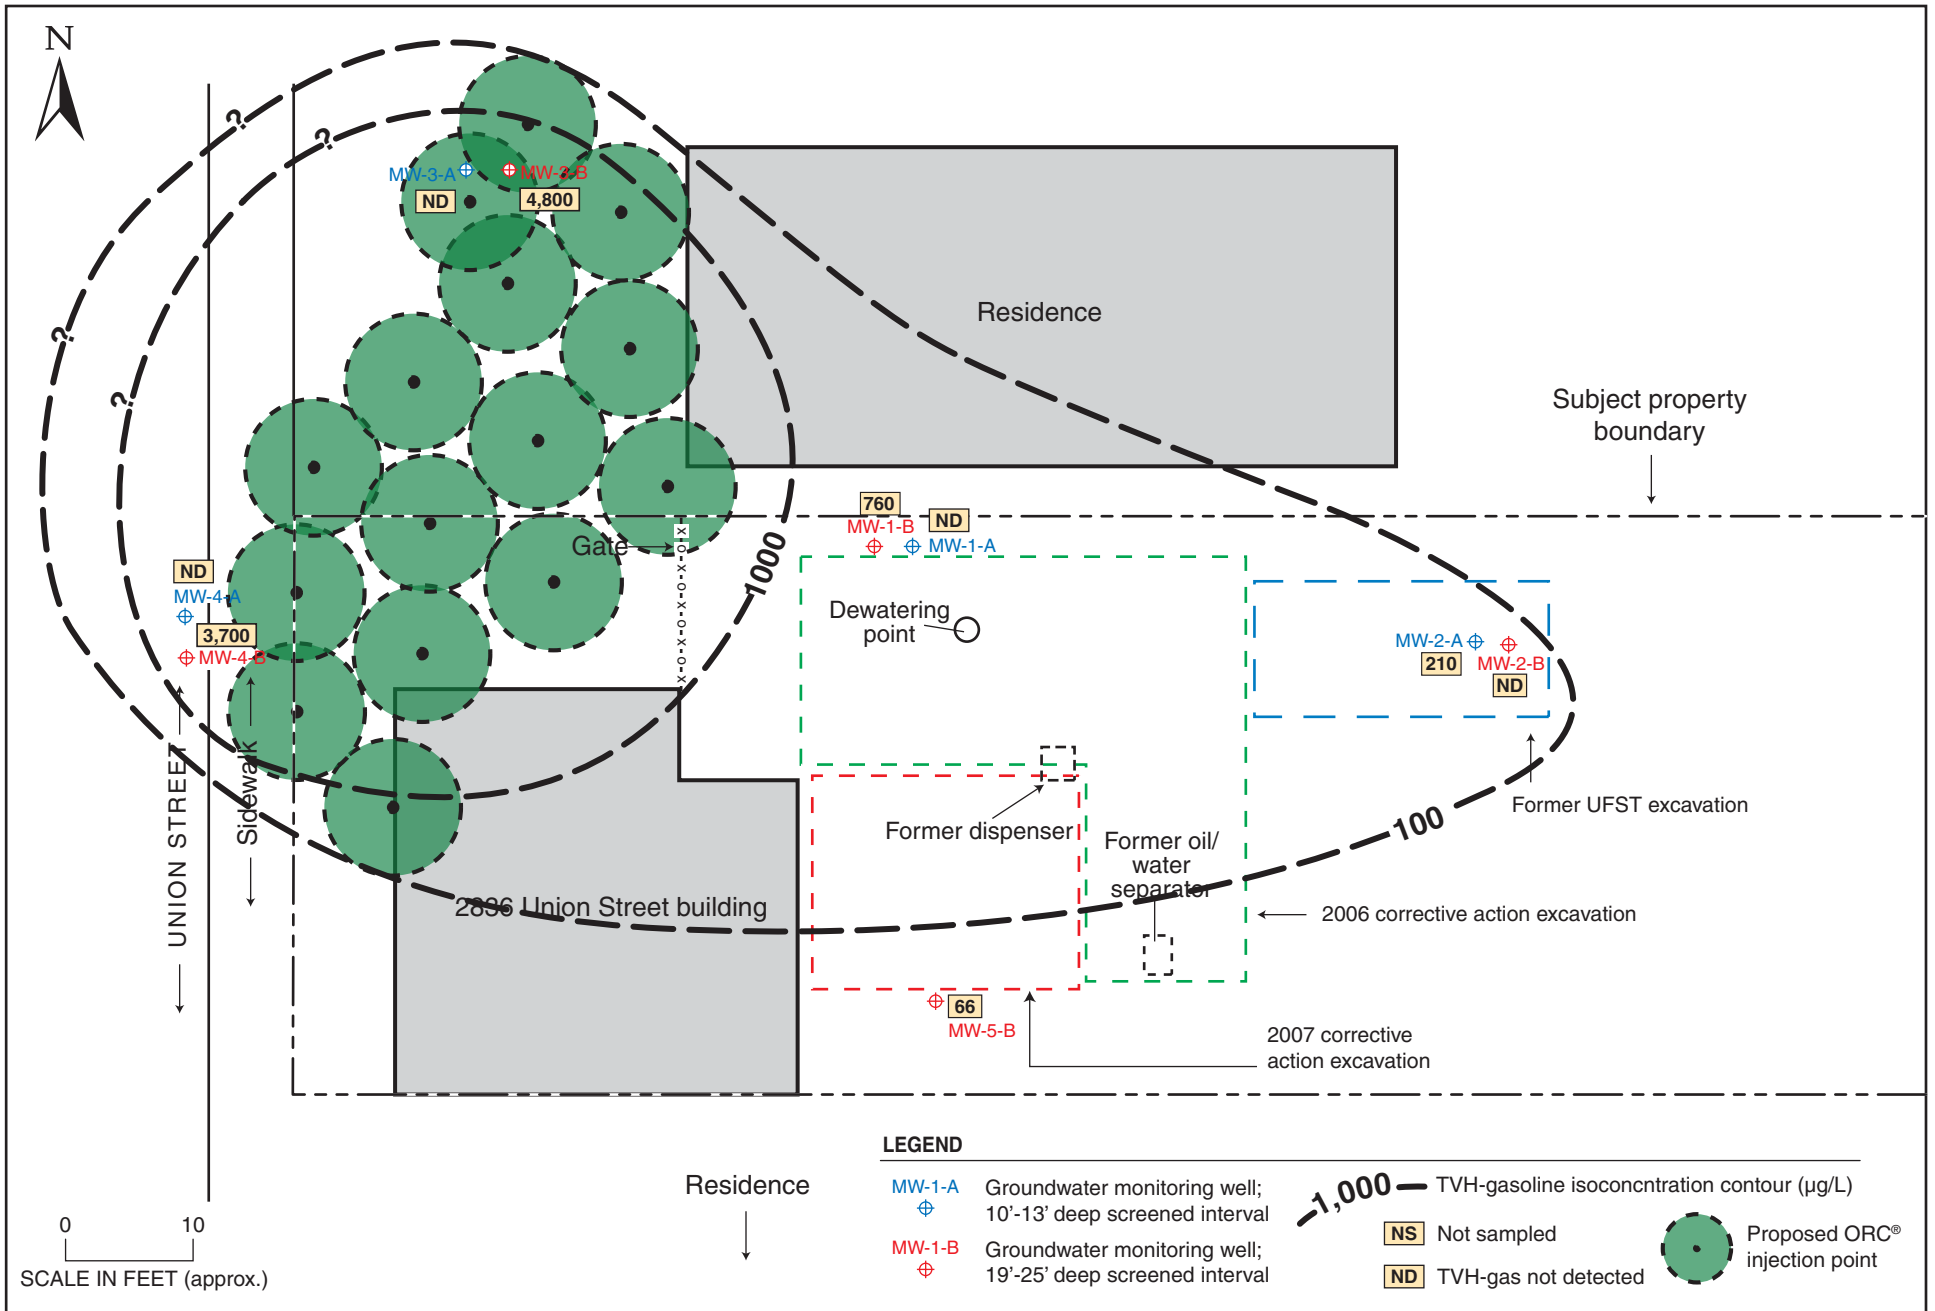 N
?
?
?
?
MW-3-A
MW-3-B
ND
4,800
Residence
Subject property
boundary
760
ND
MW-1-B
MW-1-A
Gate
1000
ND
MW-4-A
3,700
MW-4-B
Dewatering
point
MW-2-A
210
MW-2-B
ND
UNION STREET
Sidewalk
Former UFST excavation
Former dispenser
Former oil/
water
separator
100
2836 Union Street building
2006 corrective action excavation
66
MW-5-B
2007 corrective
action excavation
Residence
LEGEND
MW-1-A
Groundwater monitoring well;
10’-13’ deep screened interval
MW-1-B
Groundwater monitoring well;
19’-25’ deep screened interval
1,000
TVH-gasoline isoconcntration contour (µg/L)
NS Not sampled
ND TVH-gas not detected
Proposed ORC®
injection point
0 10
SCALE IN FEET (approx.)
x o x o x o x o x o x o x